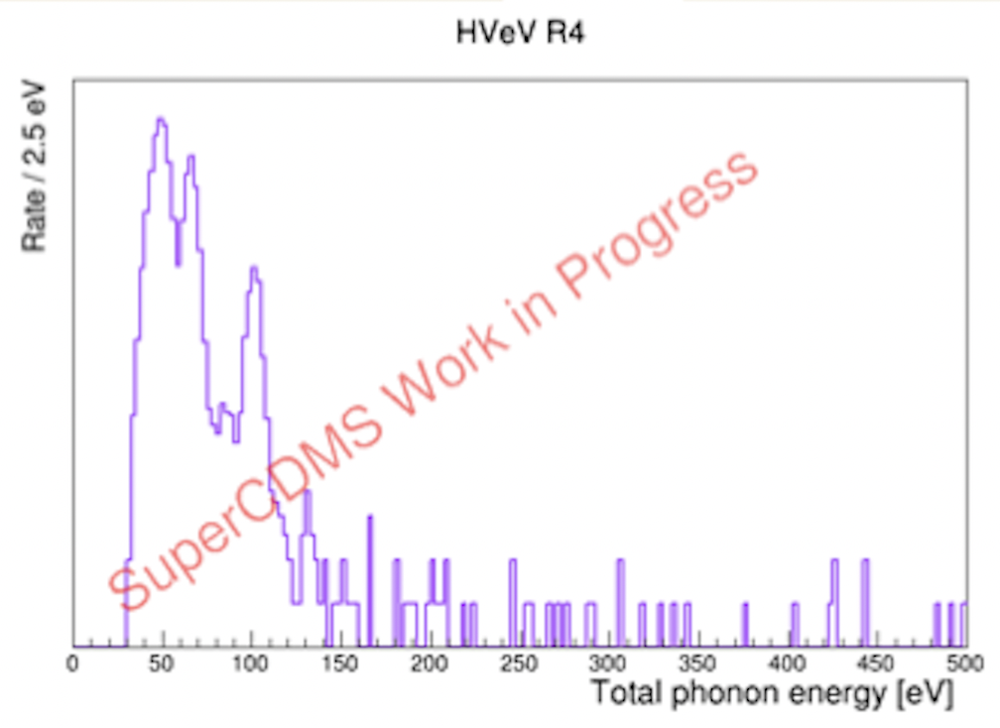 HVeV R4
Rate / 2.5 eV
SuperCDMS Work in Progress
0 50 100 150 200 250 300 350 400 450 500
Total phonon energy [eV]